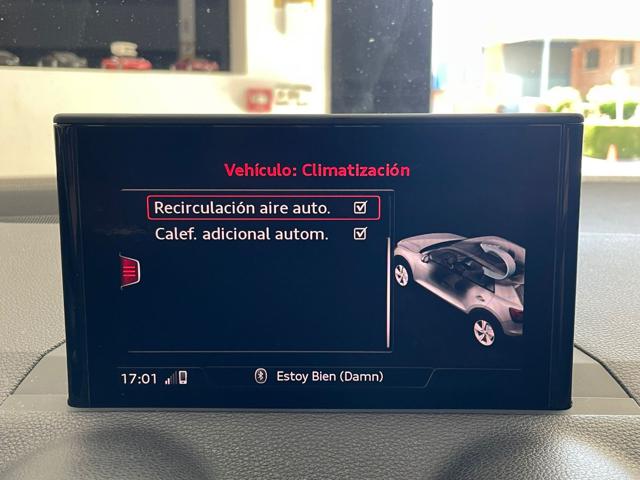 Vehículo: Climatización
Recirculación aire auto.
Calef. adicional autom.
17:01
Estoy Bien (Damn)